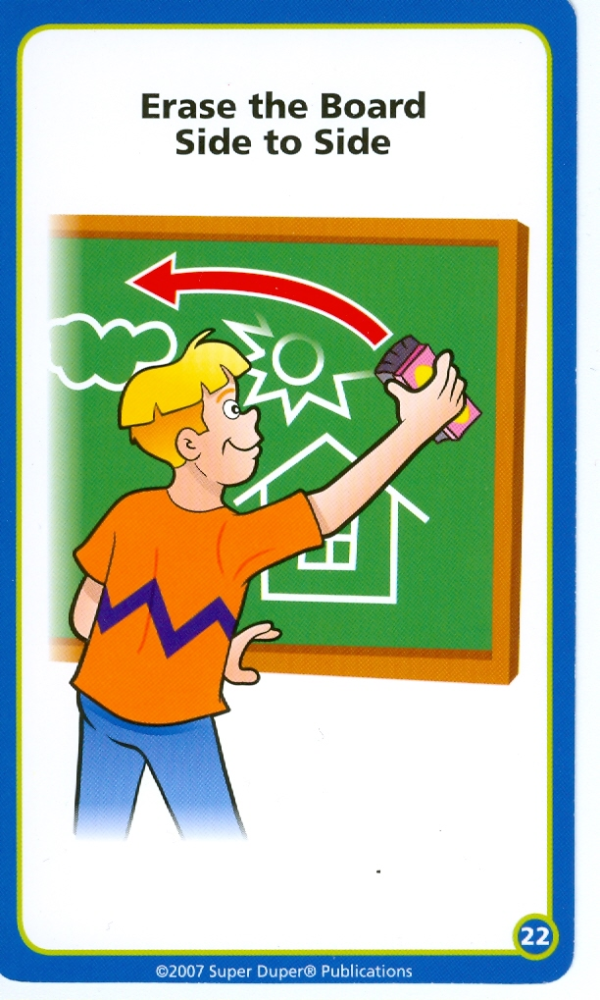 Erase the Board
Side to Side
22
©2007 Super Duper® Publications